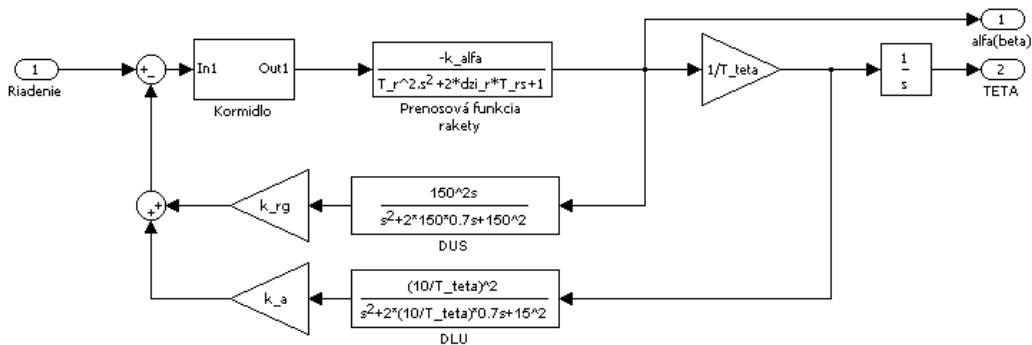 1
alfa(beta)
1
Riadenie
+
-
In1
Out1
Kormidlo
-k_alfa
T_r^2.s^2+2*dzi_r*T_rs+1
Prenosová funkcia
rakety
1/T_teta
1
s
2
TETA
+
+
k_rg
150^2s
s2+2*150*0.7s+150^2
DUS
k_a
(10/T_teta)^2
s2+2*(10/T_teta)*0.7s+15^2
DLU